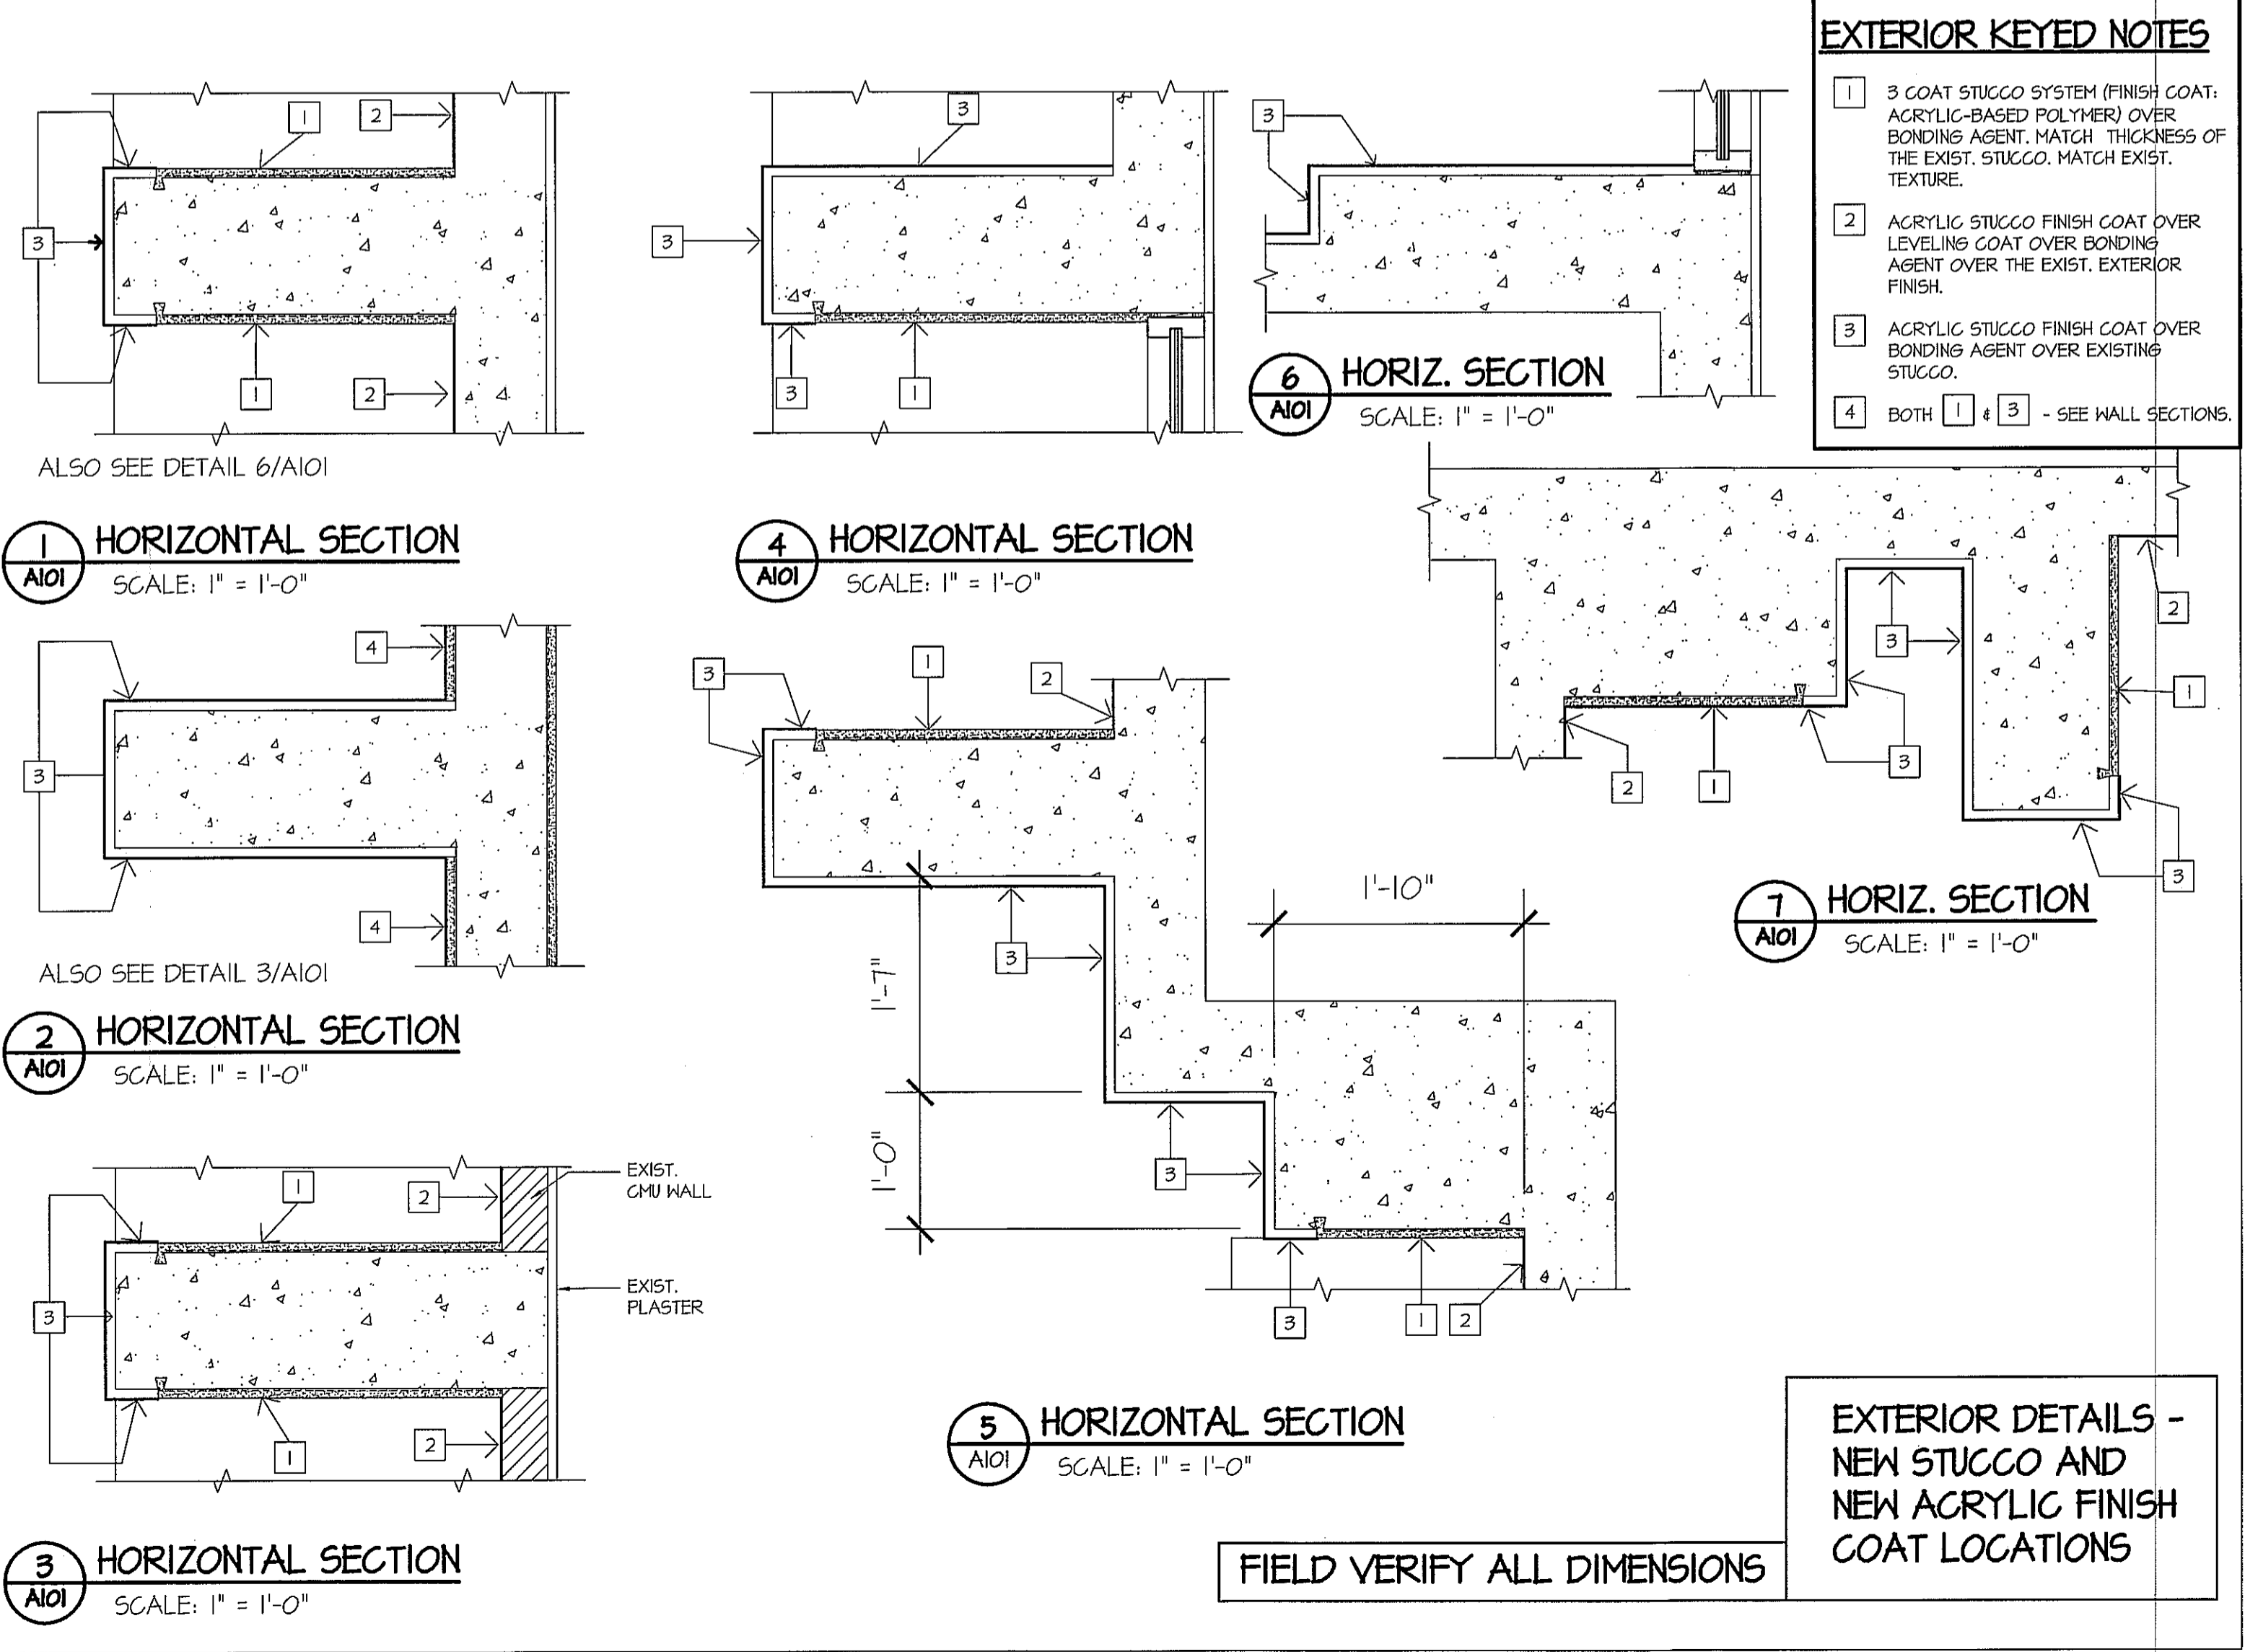 EXTERIOR KEYED NOTES
1 3 COAT STUCCO SYSTEM (FINISH COAT:
ACRYLIC-BASED POLYMER) OVER
BONDING AGENT. MATCH THICKNESS OF
THE EXIST. STUCCO. MATCH EXIST.
TEXTURE.
2 ACRYLIC STUCCO FINISH COAT OVER
LEVELING COAT OVER BONDING
AGENT OVER THE EXIST. EXTERIOR
FINISH.
3 ACRYLIC STUCCO FINISH COAT OVER
BONDING AGENT OVER EXISTING
STUCCO.
4 BOTH 1 & 3 - SEE WALL SECTIONS.
1
2
3
1
2
ALSO SEE DETAIL 6/A101
1
A101
HORIZONTAL SECTION
SCALE: 1" = 1'-0"
3
3
3
1
4
A101
HORIZONTAL SECTION
SCALE: 1" = 1'-0"
3
6
A101
HORIZ. SECTION
SCALE: 1" = 1'-0"
4
3
4
ALSO SEE DETAIL 3/A101
2
A101
HORIZONTAL SECTION
SCALE: 1" = 1'-0"
2
3
1
3
2
1
3
7
A101
HORIZ. SECTION
SCALE: 1" = 1'-0"
1
2
3
1
2
EXIST.
CMU WALL
EXIST.
PLASTER
3
A101
HORIZONTAL SECTION
SCALE: 1" = 1'-0"
3
1
2
1'-10"
3
1'-7"
1'-0"
3
3
1
2
5
A101
HORIZONTAL SECTION
SCALE: 1" = 1'-0"
EXTERIOR DETAILS -
NEW STUCCO AND
NEW ACRYLIC FINISH
COAT LOCATIONS
FIELD VERIFY ALL DIMENSIONS